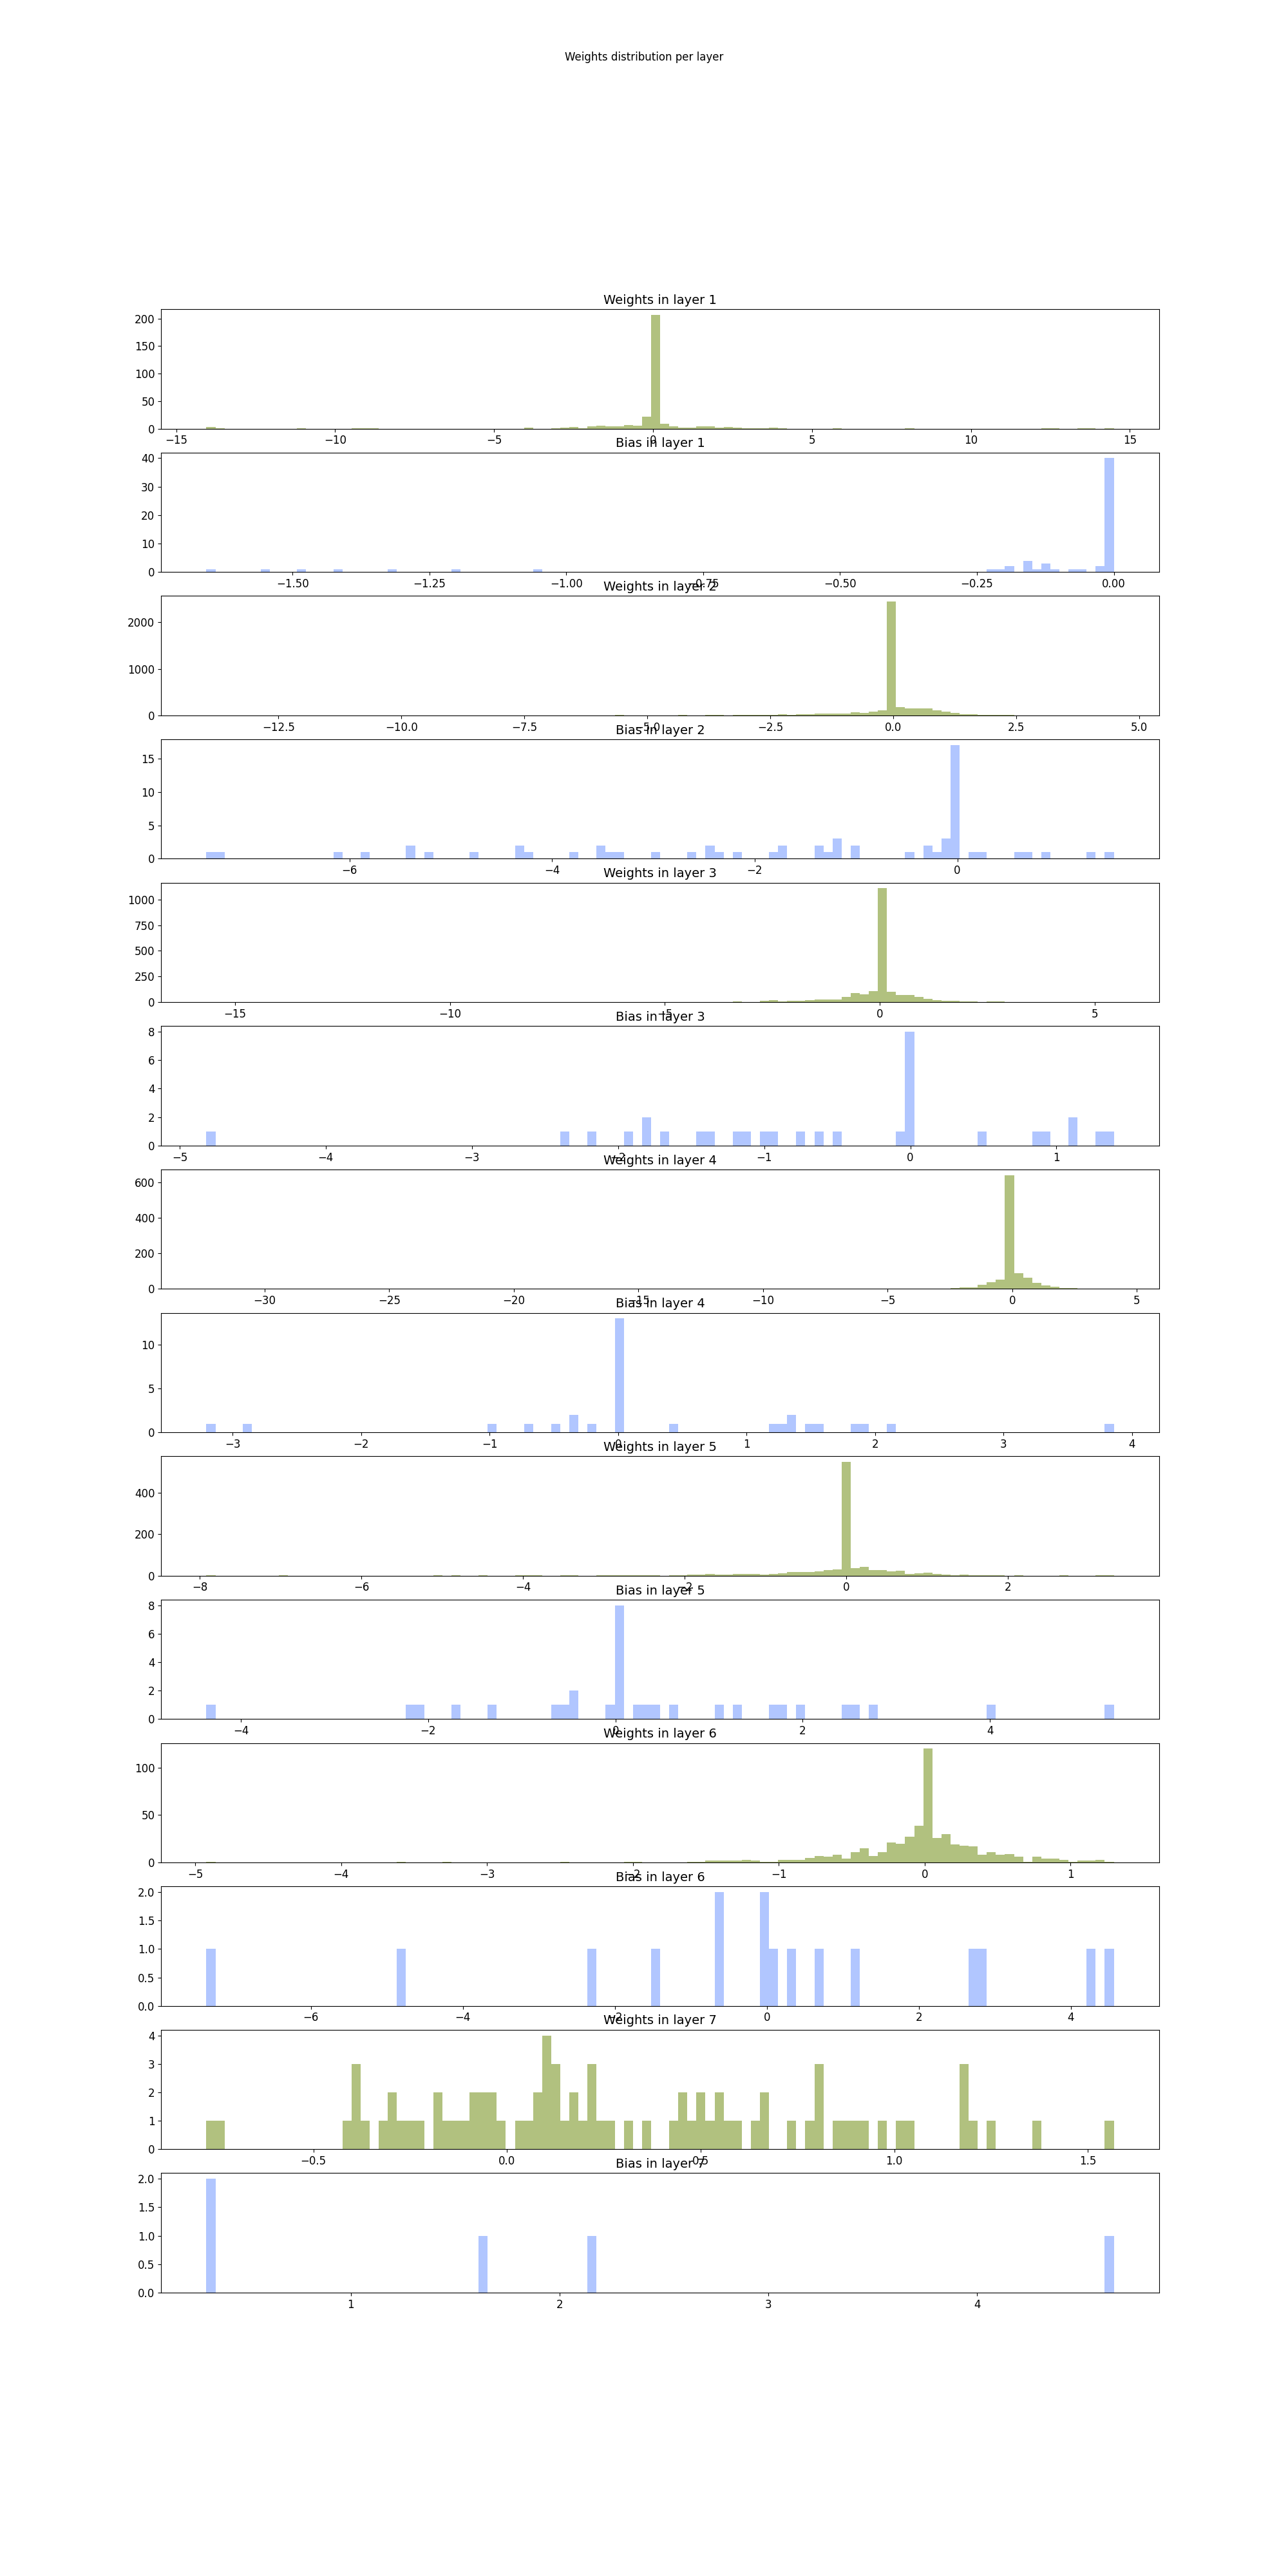 Weights distribution per layer
Weights in layer 1
200
150
100
50
0
−15 −10 −5 0 5 10 15
Bias in layer 1
40
30
20
10
0
−1.50 −1.25 −1.00 −0.75 −0.50 −0.25 0.00
Weights in layer 2
2000
1000
0
−12.5 −10.0 −7.5 −5.0 −2.5 0.0 2.5 5.0
Bias in layer 2
15
10
5
0
−6 −4 −2 0
Weights in layer 3
1000
750
500
250
0
−15 −10 −5 0 5
Bias in layer 3
8
6
4
2
0
−5 −4 −3 −2 −1 0 1
Weights in layer 4
600
400
200
0
−30 −25 −20 −15 −10 −5 0 5
Bias in layer 4
10
5
0
−3 −2 −1 0 1 2 3 4
Weights in layer 5
400
200
0
−8 −6 −4 −2 0 2
Bias in layer 5
8
6
4
2
0
−4 −2 0 2 4
Weights in layer 6
100
50
0
−5 −4 −3 −2 −1 0 1
Bias in layer 6
2.0
1.5
1.0
0.5
0.0
−6 −4 −2 0 2 4
Weights in layer 7
4
3
2
1
0
−0.5 0.0 0.5 1.0 1.5
Bias in layer 7
2.0
1.5
1.0
0.5
0.0
1 2 3 4